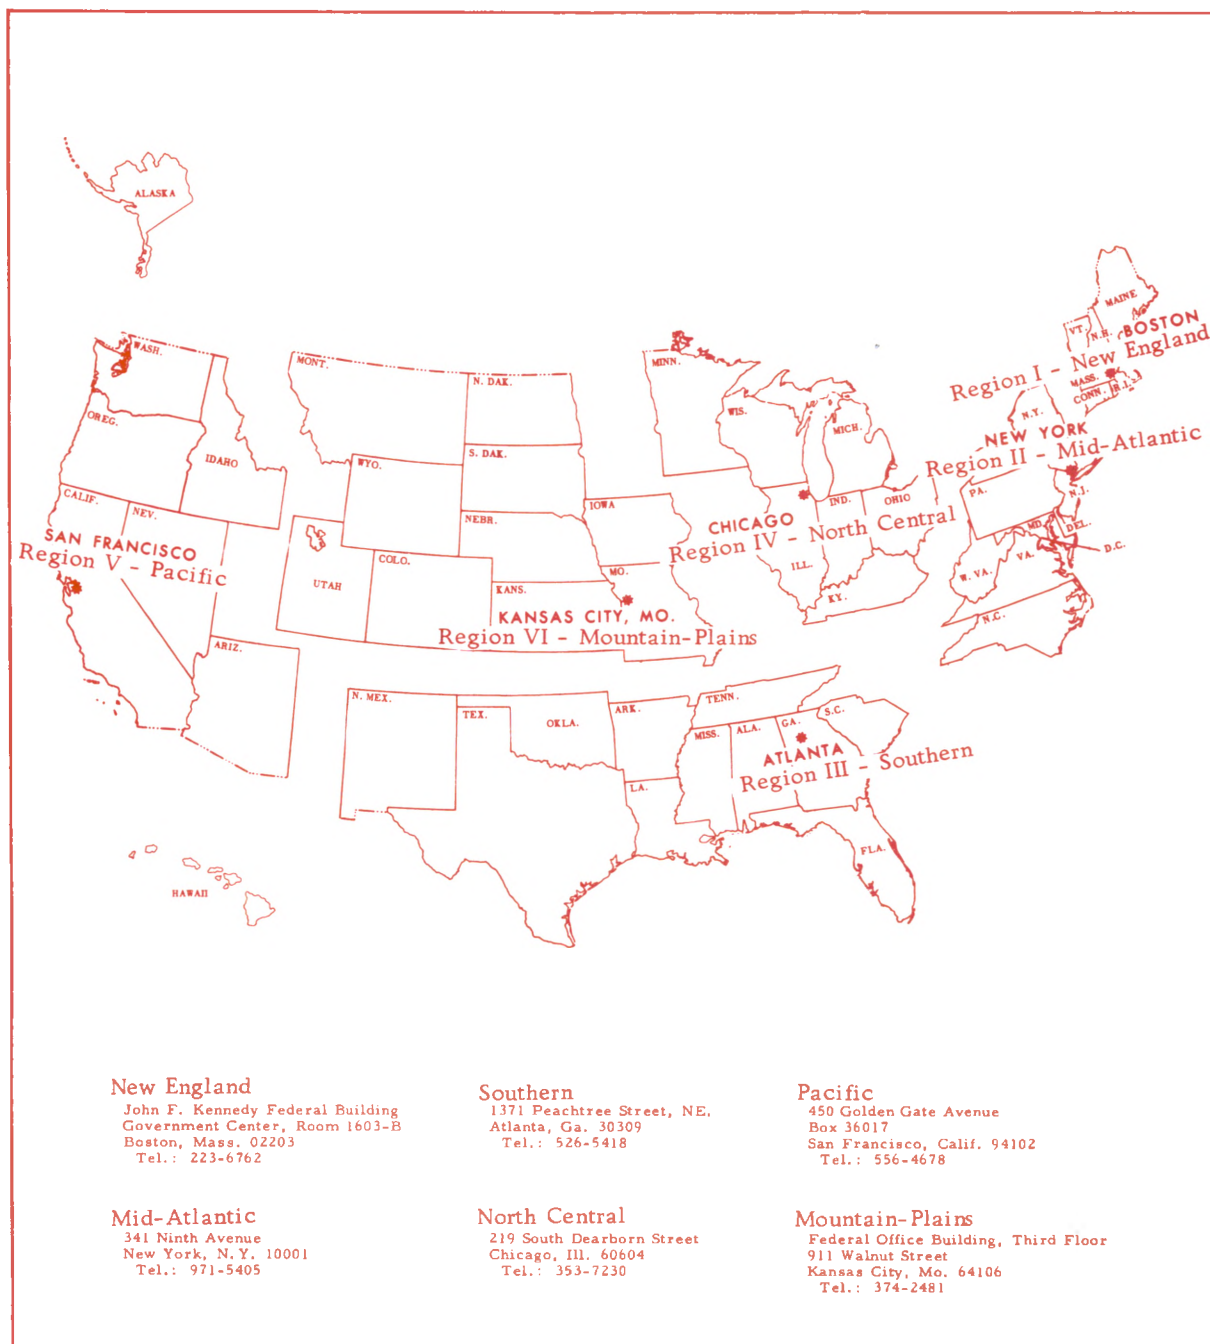 ALASKA
MAINE
VT.
N.H.
BOSTON
Region I - New England
MASS.
CONN.
R.I.
WASH.
MONT.
N. DAK.
MINN.
OREG.
IDAHO
WYO.
S. DAK.
WIS.
MICH.
N.Y.
NEW YORK
Region II - Mid-Atlantic
CALIF.
NEV.
NEBR.
IOWA
IND.
OHIO
PA.
N.J.
SAN FRANCISCO
Region V - Pacific
CHICAGO
Region IV - North Central
MD.
DEL.
D.C.
UTAH
COLO.
KANS.
MO.
ILL.
KY.
W. VA.
VA.
N.C.
KANSAS CITY, MO.
Region VI - Mountain-Plains
ARIZ.
N. MEX.
TEX.
OKLA.
ARK.
TENN.
MISS.
ALA.
GA.
S.C.
ATLANTA
Region III - Southern
LA.
FLA.
HAWAII
New England
John F. Kennedy Federal Building
Government Center, Room 1603-B
Boston, Mass. 02203
Tel.: 223-6762
Southern
1371 Peachtree Street, NE.
Atlanta, Ga. 30309
Tel.: 526-5418
Pacific
450 Golden Gate Avenue
Box 36017
San Francisco, Calif. 94102
Tel.: 556-4678
Mid-Atlantic
341 Ninth Avenue
New York, N.Y. 10001
Tel.: 971-5405
North Central
219 South Dearborn Street
Chicago, Ill. 60604
Tel.: 353-7230
Mountain-Plains
Federal Office Building, Third Floor
911 Walnut Street
Kansas City, Mo. 64106
Tel.: 374-2481